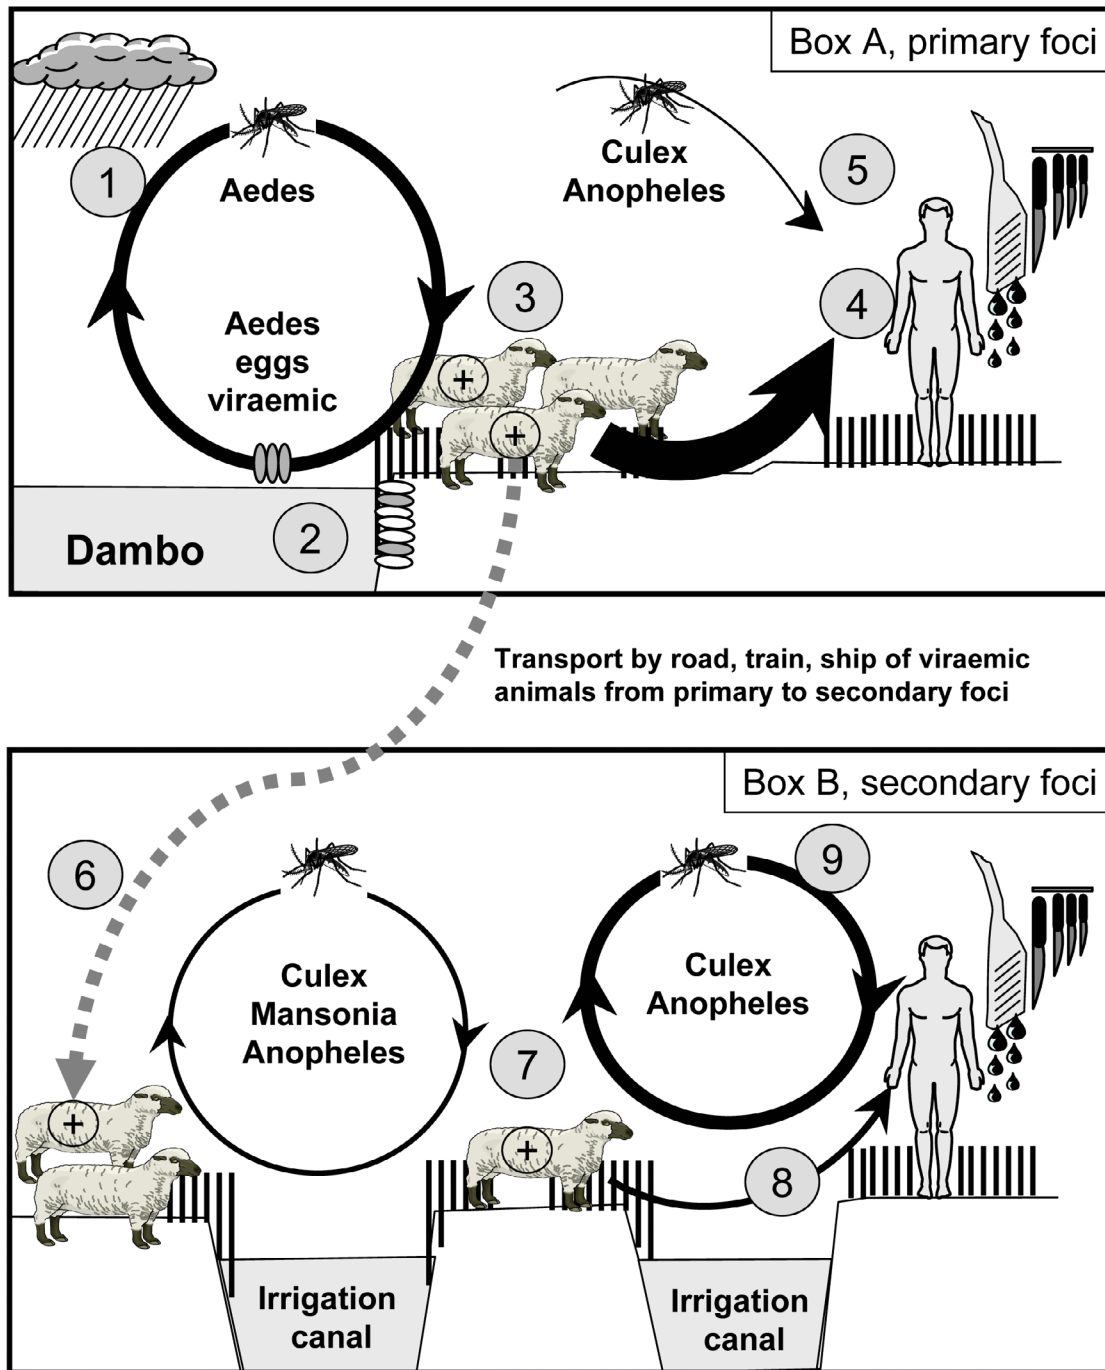 Box A, primary foci
1
Aedes
Culex
Anopheles
5
3
4
Aedes
eggs
viraemic
+
+
2
Dambo
Transport by road, train, ship of viraemic
animals from primary to secondary foci
Box B, secondary foci
6
9
Culex
Mansonia
Anopheles
Culex
Anopheles
7
+
+
8
Irrigation
canal
Irrigation
canal